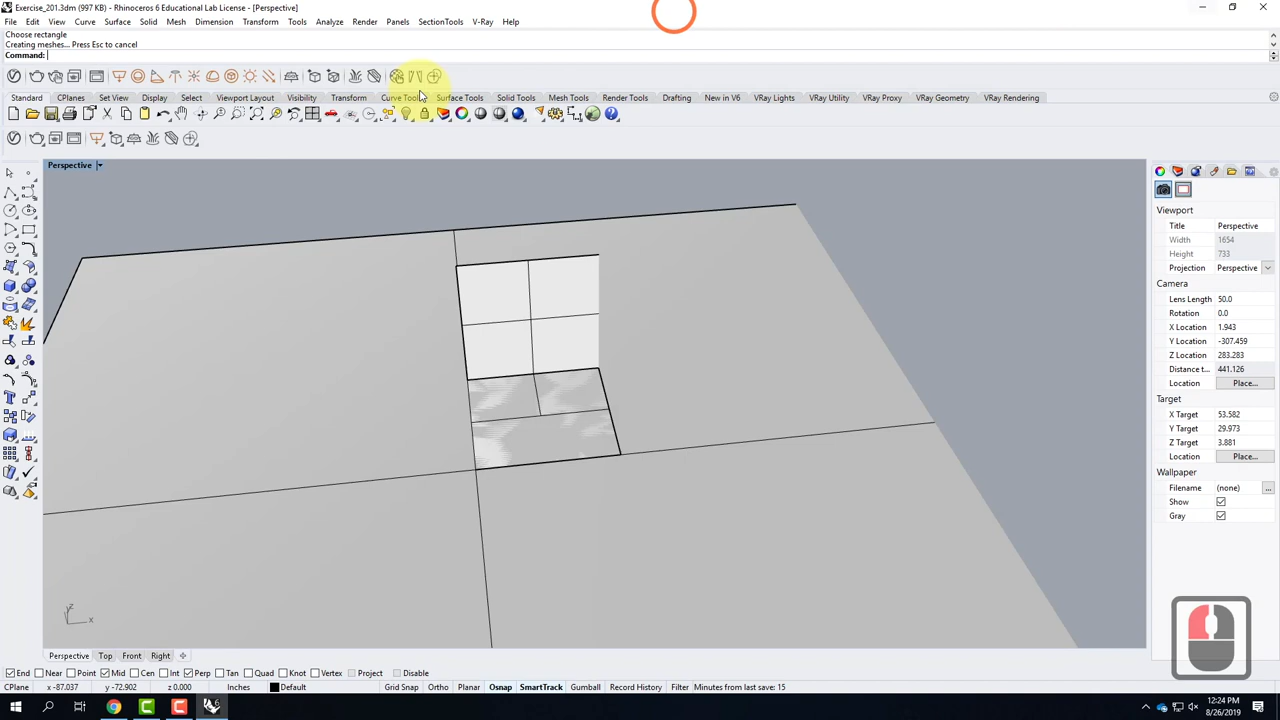 Exercise_201.3dm (997 KB) - Rhinoceros 6 Educational Lab License - [Perspective]
File Edit View Curve Surface Solid Mesh Dimension Transform Tools Analyze Render Panels SectionTools V-Ray Help
Choose rectangle
Creating meshes... Press Esc to cancel
Command:
Standard CPlanes Set View Display Select Viewport Layout Visibility Transform Curve Tools Surface Tools Solid Tools Mesh Tools Render Tools Drafting New in V6 VRay Lights VRay Utility VRay Proxy VRay Geometry VRay Rendering
Perspective
Viewport
Title Perspective
Width 1654
Height 733
Projection Perspective
Camera
Lens Length 50.0
Rotation 0.0
X Location 1.943
Y Location -307.459
Z Location 283.283
Distance t... 441.126
Location Place...
Target
X Target 53.582
Y Target 29.973
Z Target 3.881
Location Place...
Wallpaper
Filename (none) ...
Show
Gray
z y x
Perspective Top Front Right
End Near Point Mid Cen Int Perp Tan Quad Knot Vertex Project Disable
CPlane x -87.037 y -72.902 z 0.000 Inches Default Grid Snap Ortho Planar Osnap SmartTrack Gumball Record History Filter Minutes from last save: 15
12:24 PM
8/26/2019